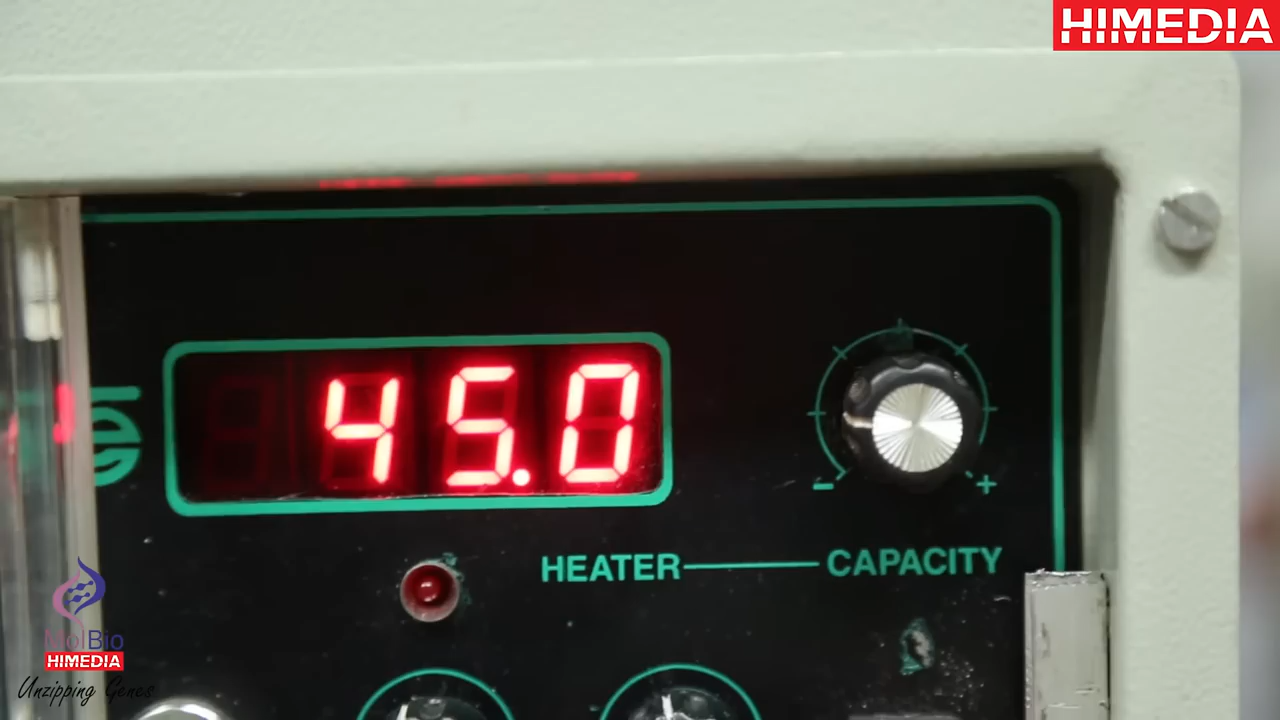 HIMEDIA
45.0
- +
HEATER CAPACITY
MolBio
HIMEDIA
Unzipping Genes